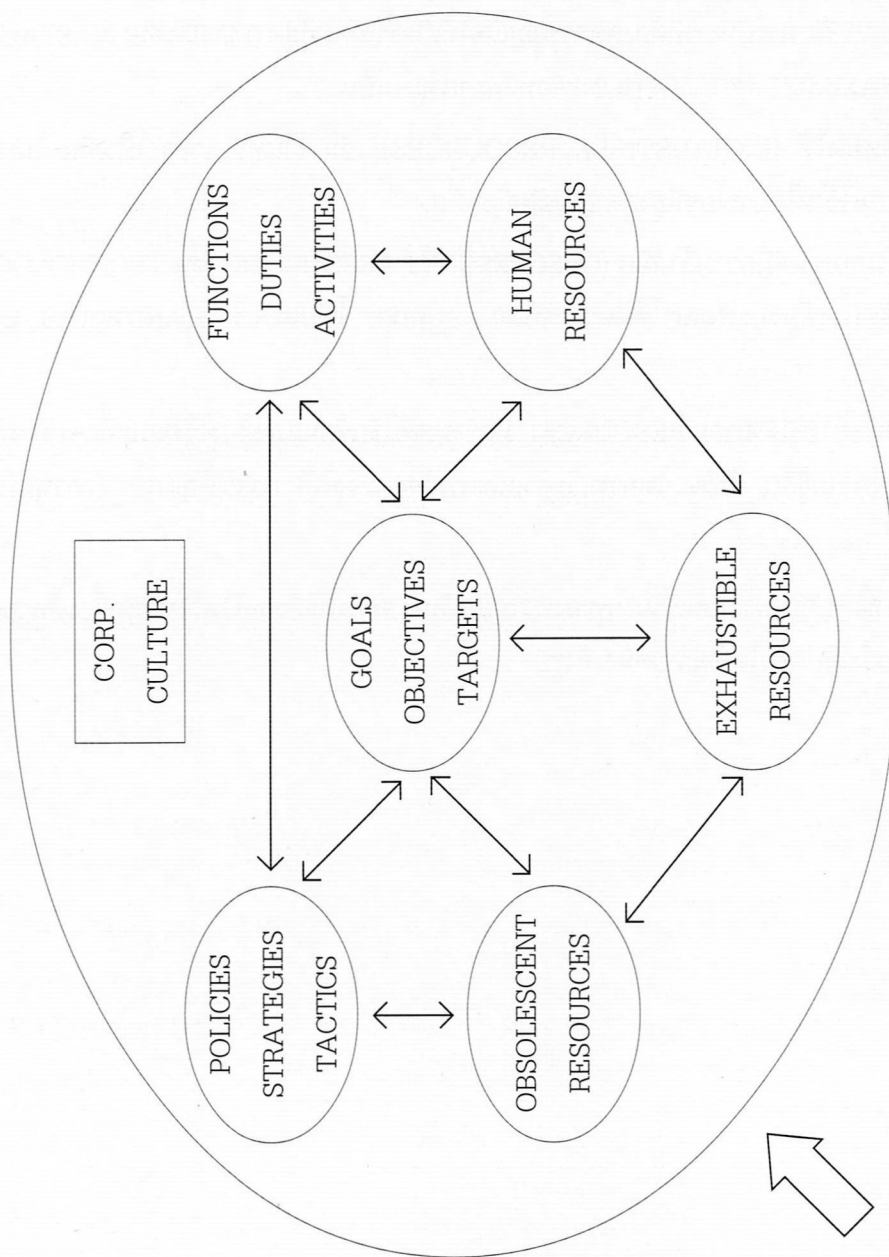 CORP.
CULTURE
POLICIES
STRATEGIES
TACTICS
FUNCTIONS
DUTIES
ACTIVITIES
GOALS
OBJECTIVES
TARGETS
OBSOLESCENT
RESOURCES
HUMAN
RESOURCES
EXHAUSTIBLE
RESOURCES